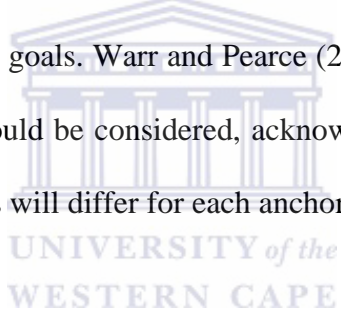 goals. Warr and Pearce (2
ould be considered, acknow
will differ for each anchor
UNIVERSITY of the
WESTERN CAPE